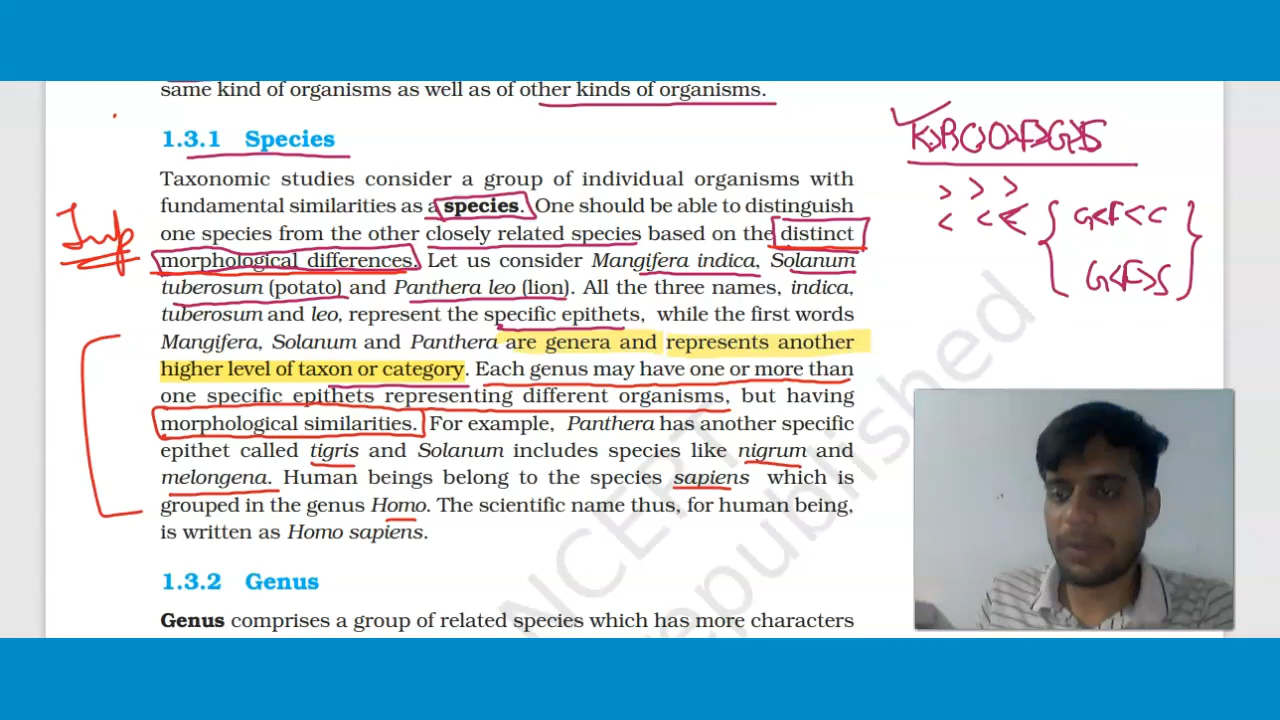 same kind of organisms as well as of other kinds of organisms.
1.3.1 Species
Taxonomic studies consider a group of individual organisms with
fundamental similarities as a species. One should be able to distinguish
one species from the other closely related species based on the distinct
morphological differences. Let us consider Mangifera indica, Solanum
tuberosum (potato) and Panthera leo (lion). All the three names, indica,
tuberosum and leo, represent the specific epithets, while the first words
Mangifera, Solanum and Panthera are genera and represents another
higher level of taxon or category. Each genus may have one or more than
one specific epithets representing different organisms, but having
morphological similarities. For example, Panthera has another specific
epithet called tigris and Solanum includes species like nigrum and
melongena. Human beings belong to the species sapiens which is
grouped in the genus Homo. The scientific name thus, for human being,
is written as Homo sapiens.
1.3.2 Genus
Genus comprises a group of related species which has more characters
Imp
K>P>C>O>F>G>S
> > >
< < <
G<F<C
G<F>S
NCERT
republished